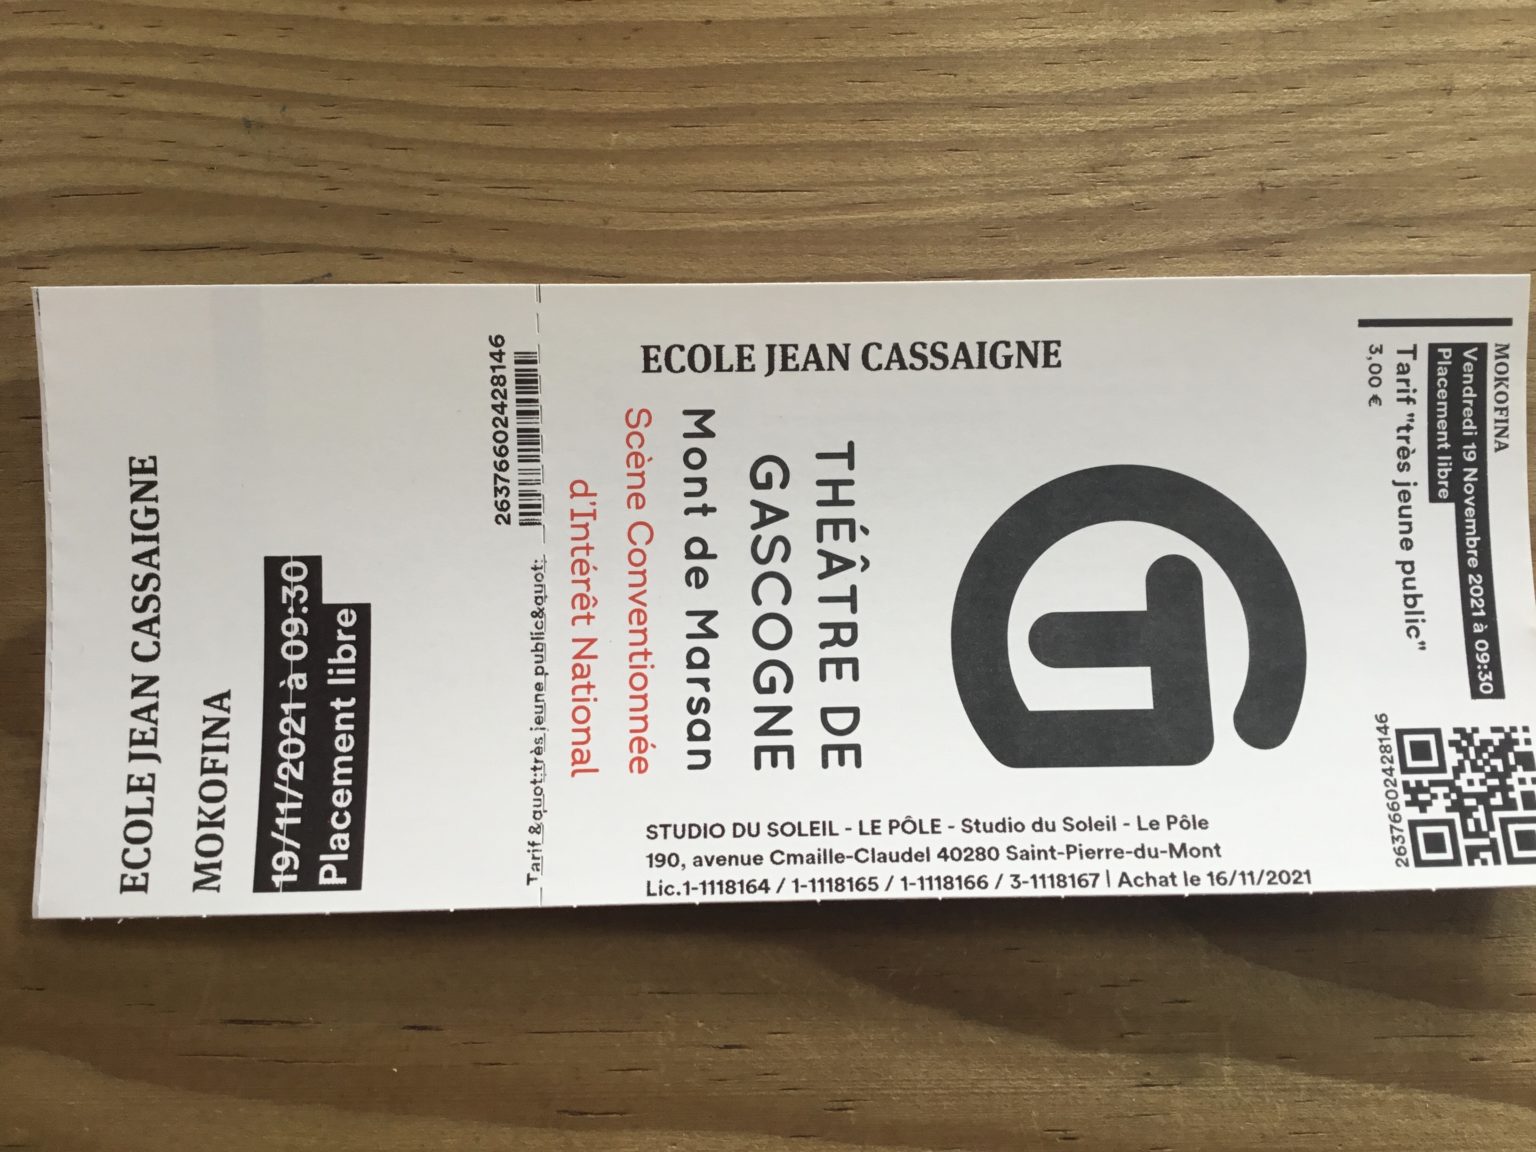 ECOLE JEAN CASSAIGNE
MOKOFINA
19/11/2021 à 09:30
Placement libre
26376602428146
Tarif &quot;très jeune public&quot;
ECOLE JEAN CASSAIGNE
THÉÂTRE DE
GASCOGNE
Mont de Marsan
Scène Conventionnée
d'Intérêt National
STUDIO DU SOLEIL - LE PÔLE - Studio du Soleil - Le Pôle
190, avenue Cmaille-Claudel 40280 Saint-Pierre-du-Mont
Lic.1-1118164 / 1-1118165 / 1-1118166 / 3-1118167 | Achat le 16/11/2021
MOKOFINA
Vendredi 19 Novembre 2021 à 09:30
Placement libre
Tarif "très jeune public"
3,00 €
2637660242428146